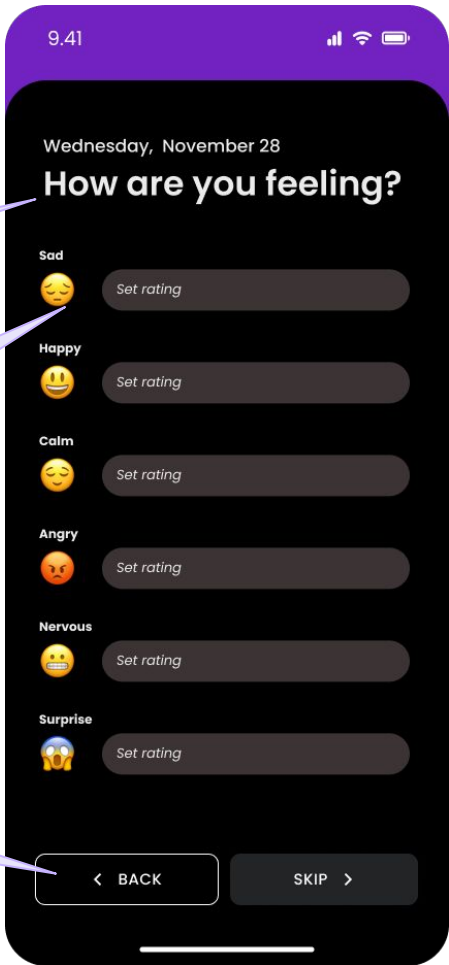 9.41
Wednesday, November 28
How are you feeling?
Sad
Set rating
Happy
Set rating
Calm
Set rating
Angry
Set rating
Nervous
Set rating
Surprise
Set rating
BACK
SKIP